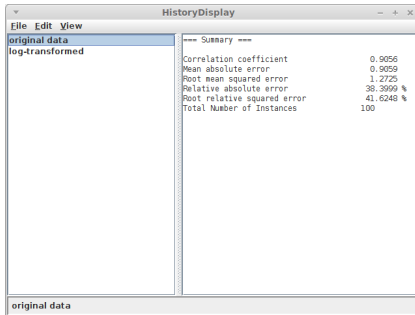 HistoryDisplay
File Edit View
original data
log-transformed
=== Summary ===
Correlation coefficient 0.9056
Mean absolute error 0.9059
Root mean squared error 1.2725
Relative absolute error 38.3999 %
Root relative squared error 41.6248 %
Total Number of Instances 100
original data